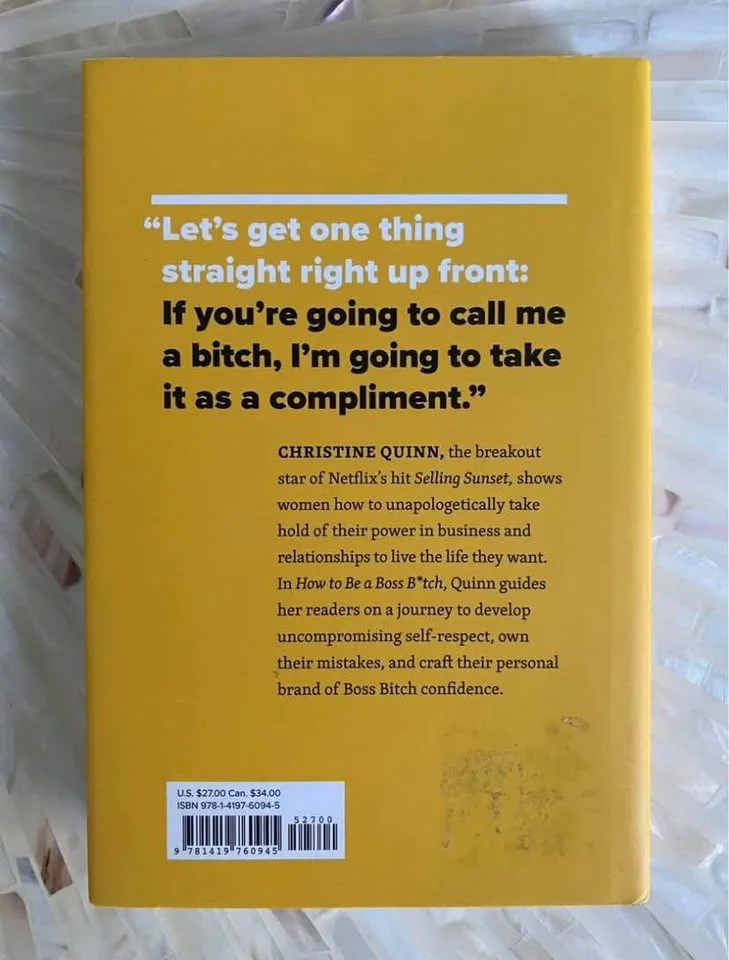 “Let’s get one thing
straight right up front:
If you’re going to call me
a bitch, I’m going to take
it as a compliment.”
CHRISTINE QUINN, the breakout
star of Netflix’s hit Selling Sunset, shows
women how to unapologetically take
hold of their power in business and
relationships to live the life they want.
In How to Be a Boss B*tch, Quinn guides
her readers on a journey to develop
uncompromising self-respect, own
their mistakes, and craft their personal
brand of Boss Bitch confidence.
U.S. $27.00 Can. $34.00
ISBN 978-1-4197-6094-5
52700
9 781419 760945